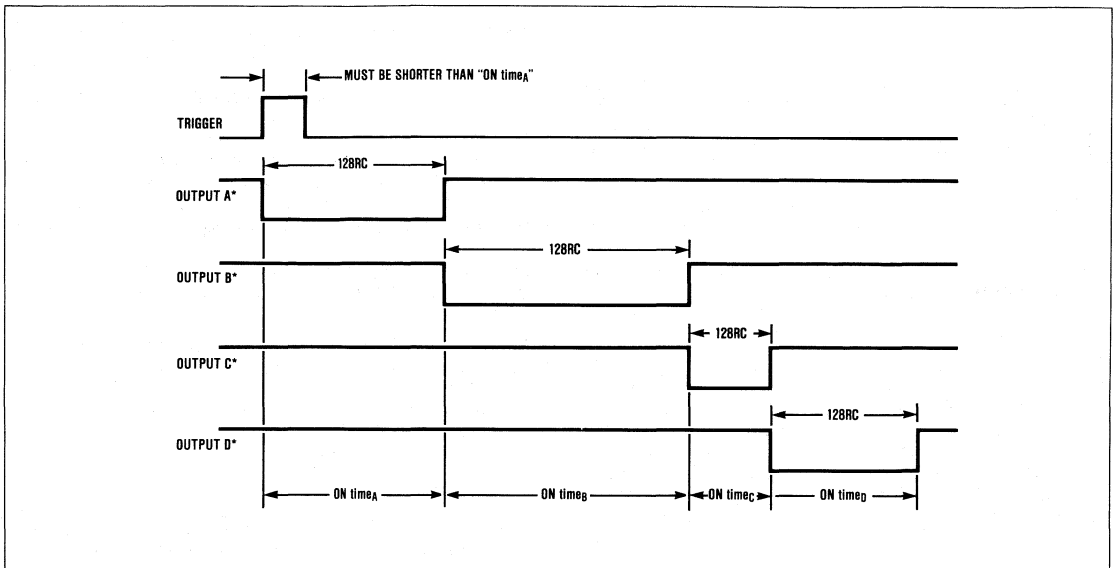 MUST BE SHORTER THAN "ON timeA"
TRIGGER
128RC
OUTPUT A*
128RC
OUTPUT B*
128RC
OUTPUT C*
128RC
OUTPUT D*
ON timeA ON timeB ON timeC ON timeD